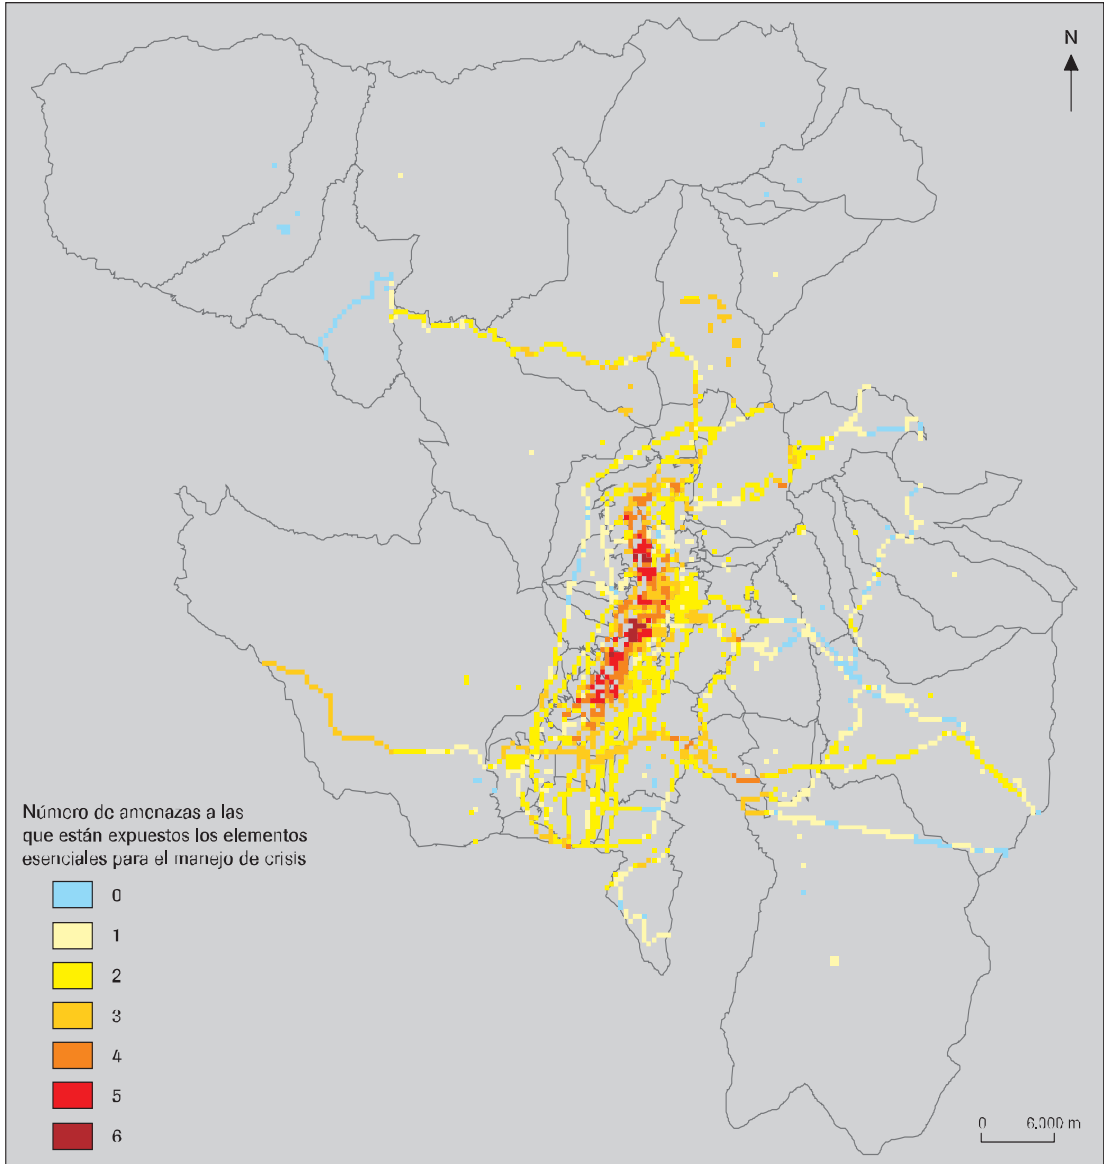 N
Número de amenazas a las
que están expuestos los elementos
esenciales para el manejo de crisis
0
1
2
3
4
5
6
0 6.000 m